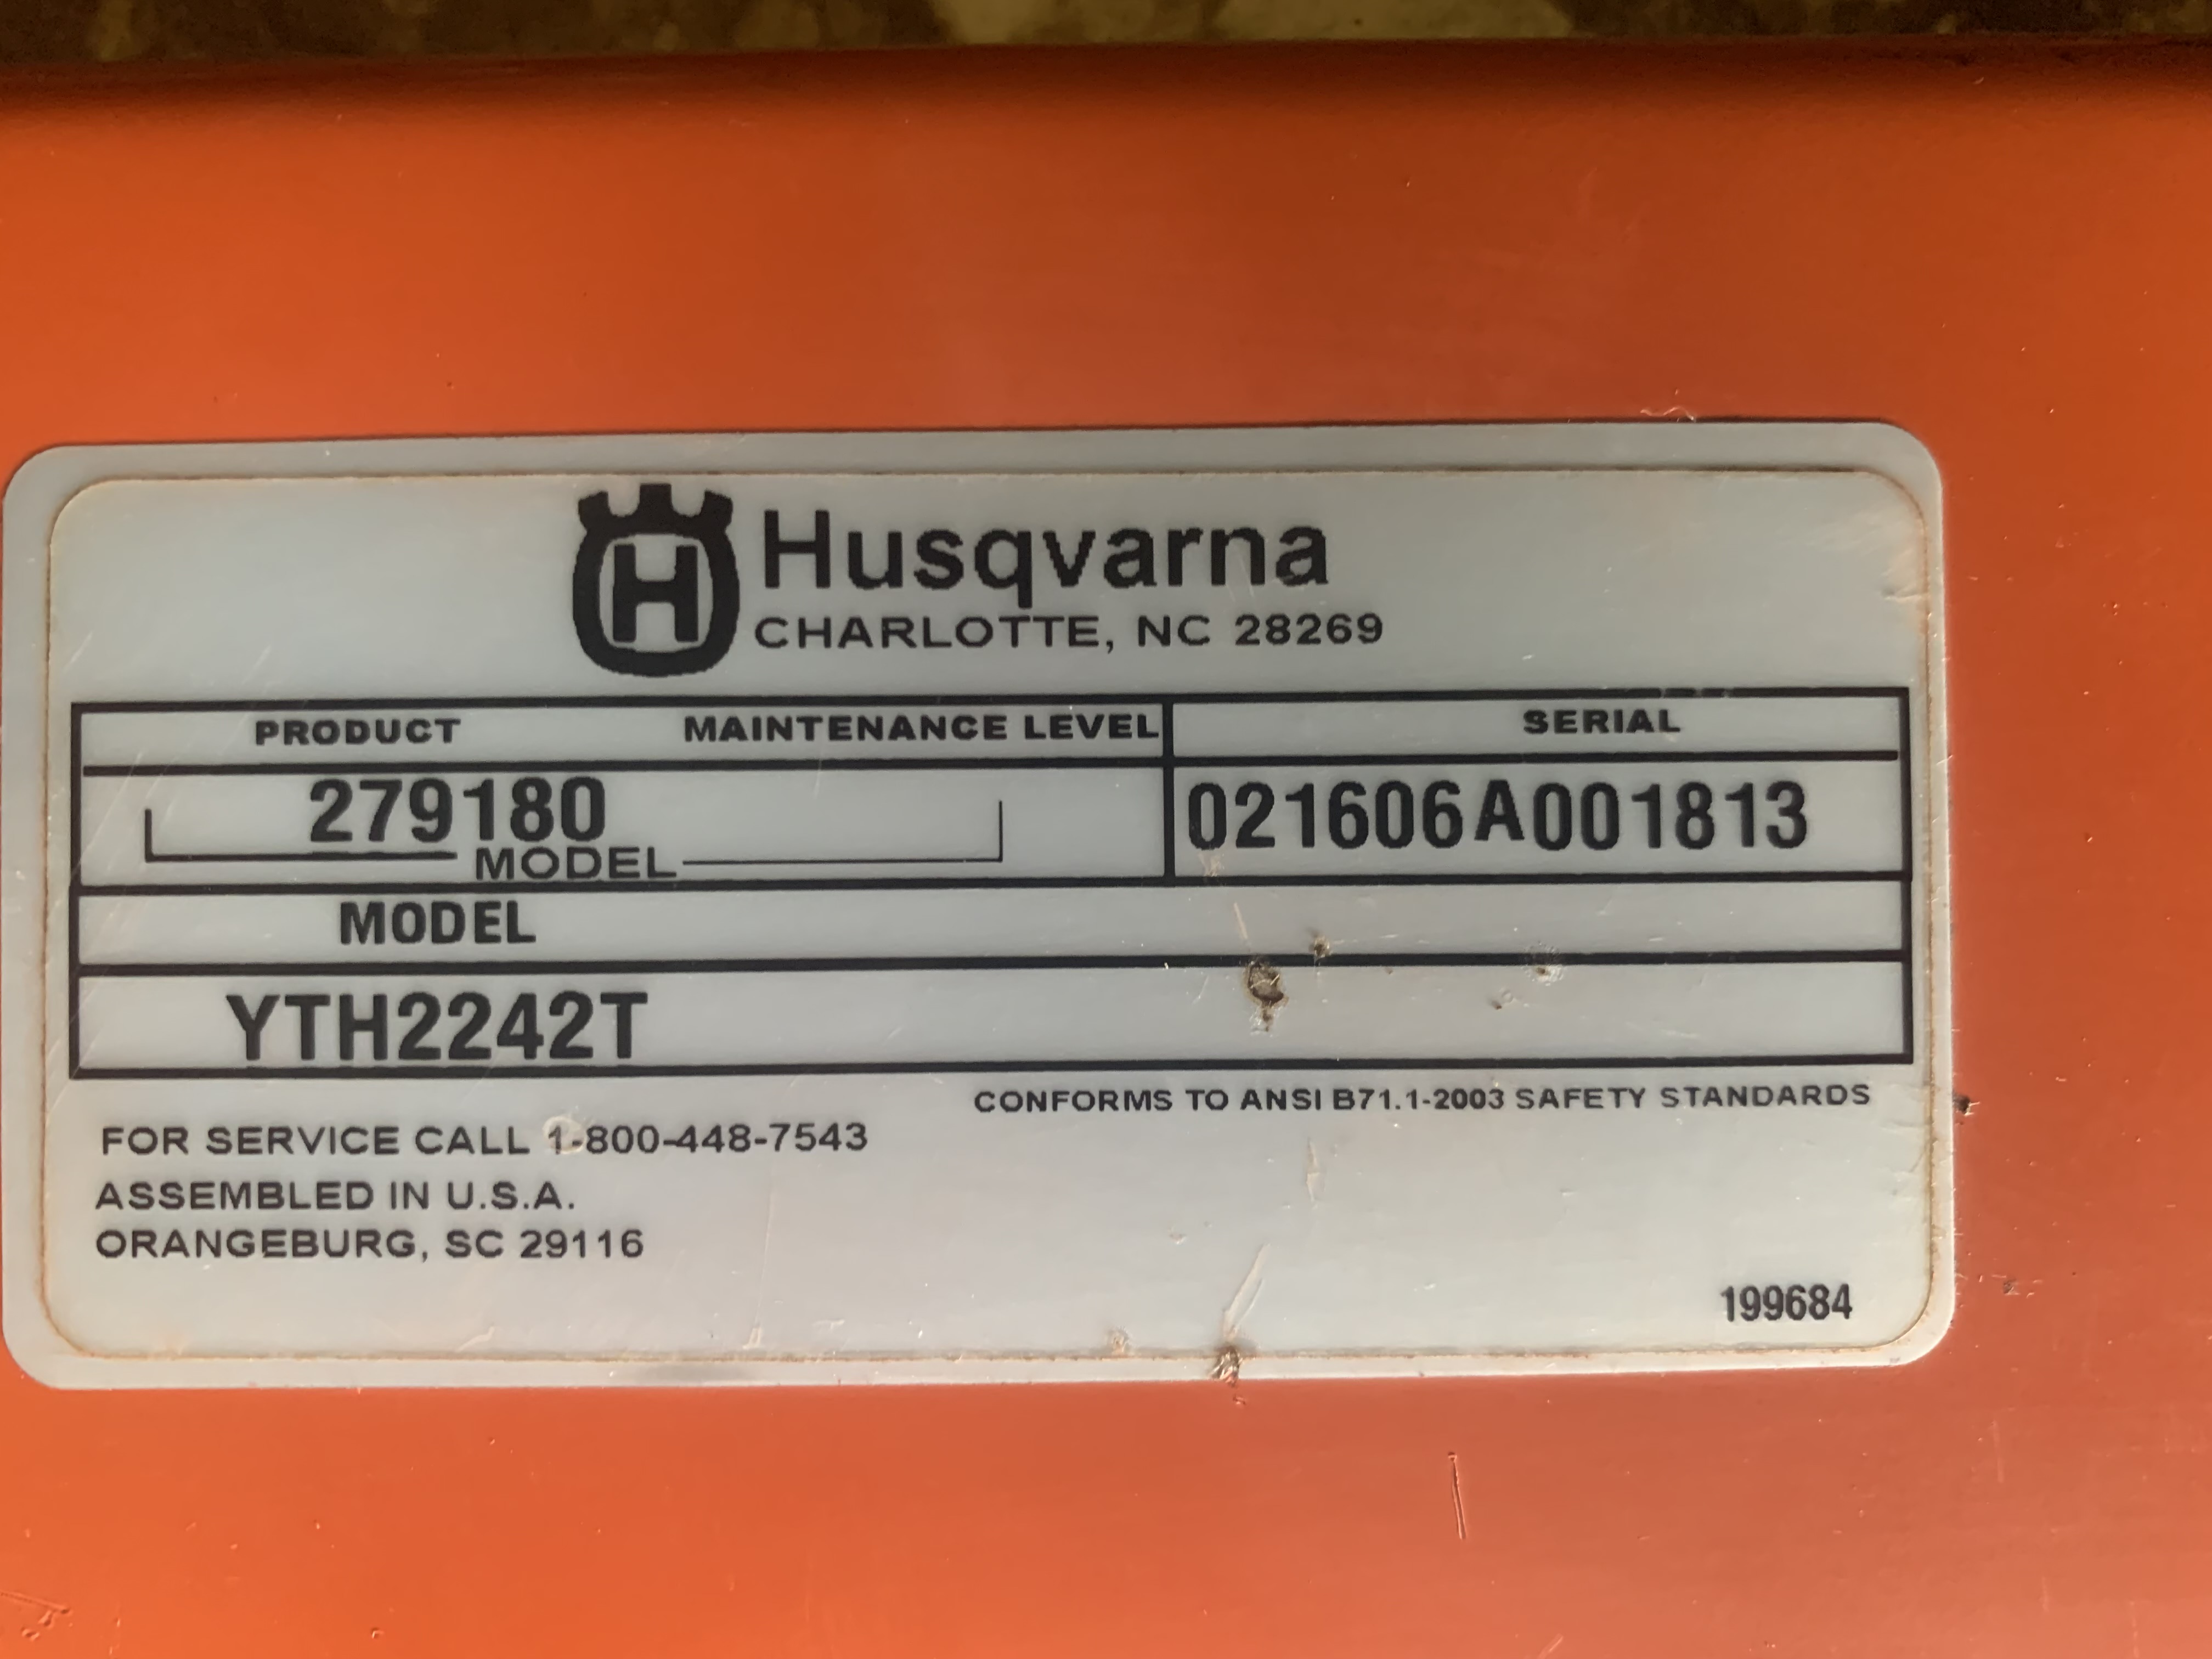 H Husqvarna
CHARLOTTE, NC 28269
PRODUCT MAINTENANCE LEVEL SERIAL
279180 021606A001813
MODEL
MODEL
YTH2242T
CONFORMS TO ANSI B71.1-2003 SAFETY STANDARDS
FOR SERVICE CALL 1-800-448-7543
ASSEMBLED IN U.S.A.
ORANGEBURG, SC 29116
199684